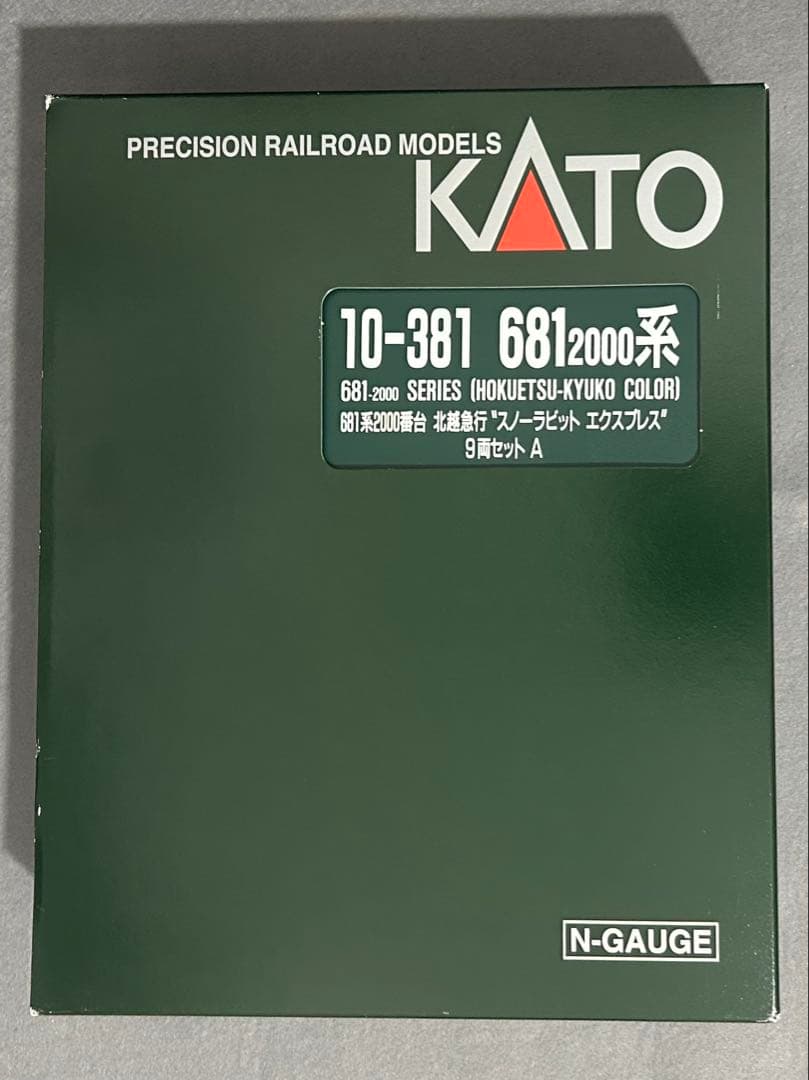 PRECISION RAILROAD MODELS
KATO
10-381 6812000系
681-2000 SERIES (HOKUETSU-KYUKO COLOR)
681系2000番台 北越急行 "スノーラビット エクスプレス"
9両セット A
N-GAUGE